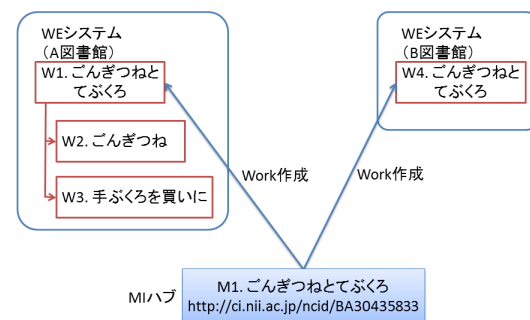 WEシステム
(A図書館)
W1. ごんぎつねと
てぶくろ
W2. ごんぎつね
W3. 手ぶくろを買いに
WEシステム
(B図書館)
W4. ごんぎつねと
てぶくろ
Work作成
Work作成
MIハブ
M1. ごんぎつねとてぶくろ
http://ci.nii.ac.jp/ncid/BA30435833